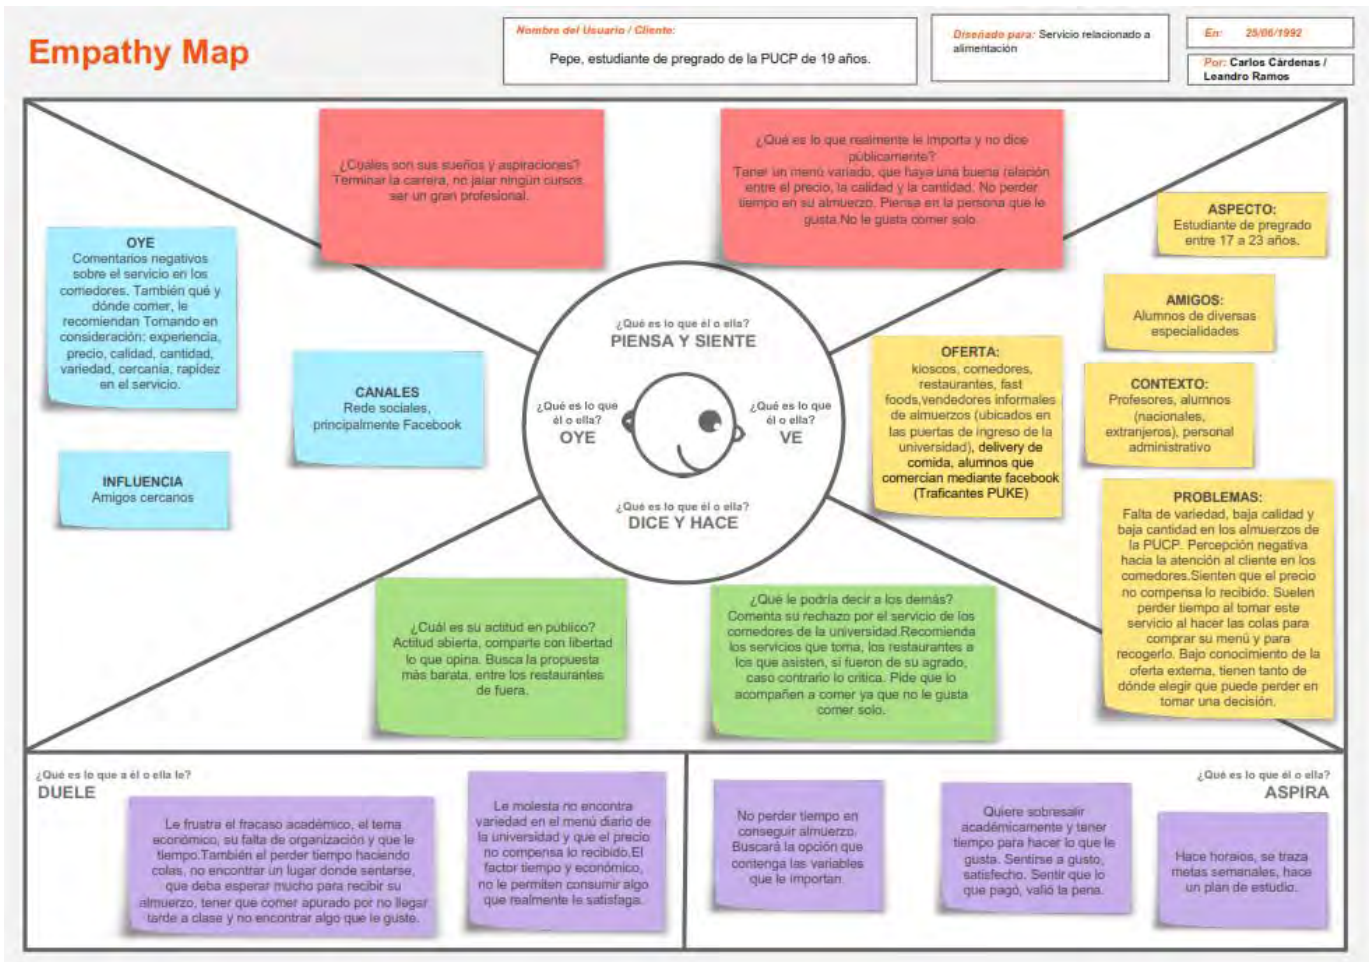 Empathy Map
Nombre del Usuario / Cliente:
Pepe, estudiante de pregrado de la PUCP de 19 años.
Diseñado para: Servicio relacionado a
alimentación
En: 25/06/1992
Por: Carlos Cárdenas /
Leandro Ramos
¿Cuáles son sus sueños y aspiraciones?
Terminar la carrera, no jalar ningún cursos,
ser un gran profesional.
¿Qué es lo que realmente le importa y no dice
públicamente?
Tener un menú variado, que haya una buena relación
entre el precio, la calidad y la cantidad. No perder
tiempo en su almuerzo. Piensa en la persona que le
gusta.No le gusta comer solo.
OYE
Comentarios negativos
sobre el servicio en los
comedores. También qué y
dónde comer, le
recomiendan Tomando en
consideración: experiencia,
precio, calidad, cantidad,
variedad, cercanía, rapidez
en el servicio.
CANALES
Rede sociales,
principalmente Facebook
INFLUENCIA
Amigos cercanos
¿Qué es lo que él o ella?
PIENSA Y SIENTE
¿Qué es lo que
él o ella?
OYE
¿Qué es lo que
él o ella?
VE
¿Qué es lo que él o ella?
DICE Y HACE
ASPECTO:
Estudiante de pregrado
entre 17 a 23 años.
AMIGOS:
Alumnos de diversas
especialidades
OFERTA:
kioscos, comedores,
restaurantes, fast
foods,vendedores informales
de almuerzos (ubicados en
las puertas de ingreso de la
universidad), delivery de
comida, alumnos que
comercian mediante facebook
(Traficantes PUKE)
CONTEXTO:
Profesores, alumnos
(nacionales,
extranjeros), personal
administrativo
PROBLEMAS:
Falta de variedad, baja calidad y
baja cantidad en los almuerzos de
la PUCP. Percepción negativa
hacia la atención al cliente en los
comedores.Sienten que el precio
no compensa lo recibido. Suelen
perder tiempo al tomar este
servicio al hacer las colas para
comprar su menú y para
recogerlo. Bajo conocimiento de la
oferta externa, tienen tanto de
dónde elegir que puede perder en
tomar una decisión.
¿Cuál es su actitud en público?
Actitud abierta, comparte con libertad
lo que opina. Busca la propuesta
más barata, entre los restaurantes
de fuera.
¿Qué le podría decir a los demás?
Comenta su rechazo por el servicio de los
comedores de la universidad.Recomienda
los servicios que toma, los restaurantes a
los que asisten, si fueron de su agrado,
caso contrario lo critica. Pide que lo
acompañen a comer ya que no le gusta
comer solo.
¿Qué es lo que a él o ella le?
DUELE
Le frustra el fracaso académico, el tema
económico, su falta de organización y que le
tiempo.También el perder tiempo haciendo
colas, no encontrar un lugar donde sentarse,
que deba esperar mucho para recibir su
almuerzo, tener que comer apurado por no llegar
tarde a clase y no encontrar algo que le guste.
Le molesta no encontra
variedad en el menú diario de
la universidad y que el precio
no compensa lo recibido.El
factor tiempo y económico,
no le permiten consumir algo
que realmente le satisfaga.
¿Qué es lo que él o ella?
ASPIRA
No perder tiempo en
conseguir almuerzo.
Buscará la opción que
contenga las variables
que le importan.
Quiere sobresalir
académicamente y tener
tiempo para hacer lo que le
gusta. Sentirse a gusto,
satisfecho. Sentir que lo
que pagó, valió la pena.
Hace horaios, se traza
metas semanales, hace
un plan de estudio.